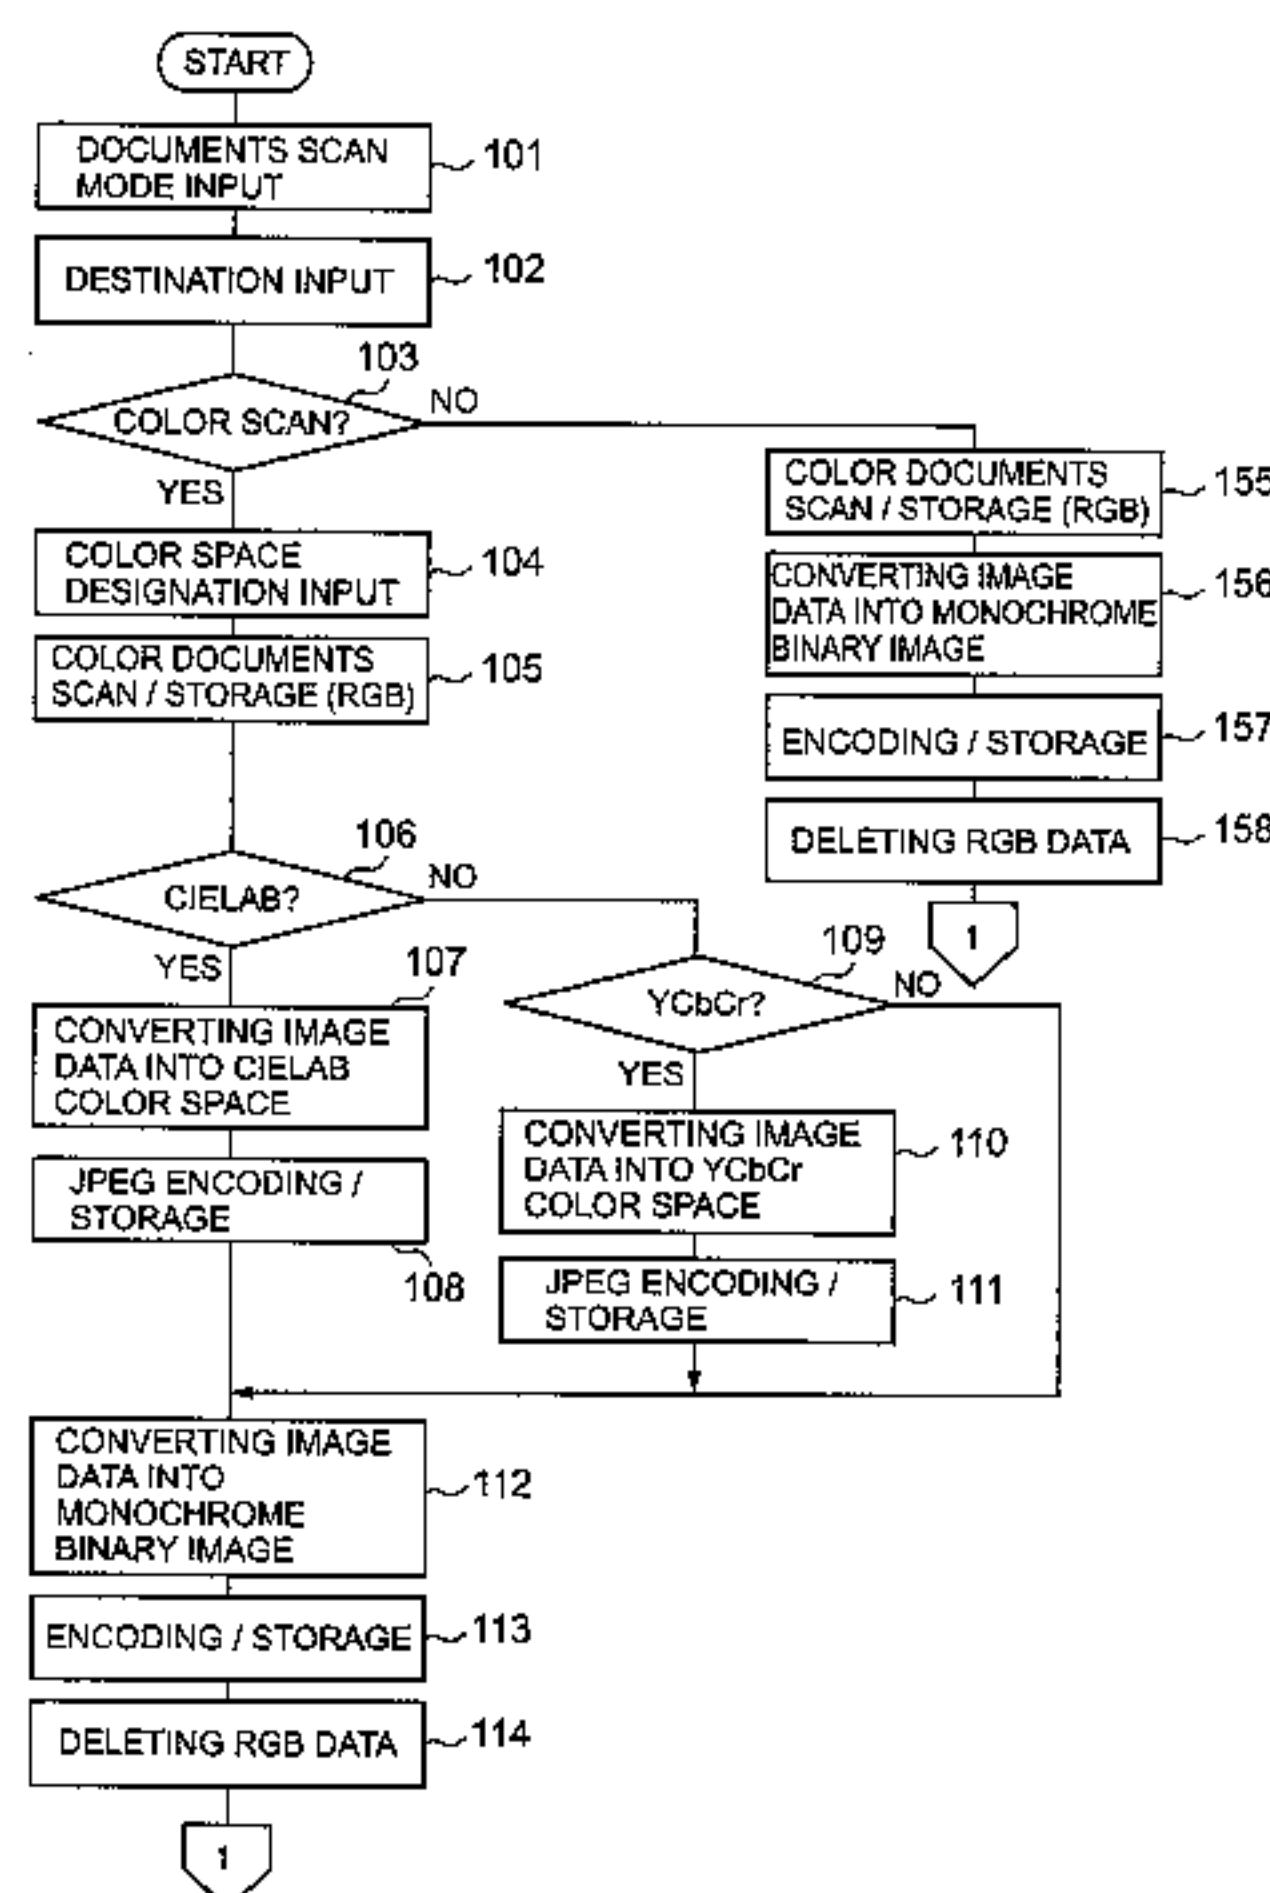 START
DOCUMENTS SCAN
MODE INPUT
101
DESTINATION INPUT
102
103
COLOR SCAN?
NO
YES
COLOR DOCUMENTS
SCAN / STORAGE (RGB)
155
CONVERTING IMAGE
DATA INTO MONOCHROME
BINARY IMAGE
156
ENCODING / STORAGE
157
DELETING RGB DATA
158
1
COLOR SPACE
DESIGNATION INPUT
104
COLOR DOCUMENTS
SCAN / STORAGE (RGB)
105
106
CIELAB?
NO
YES
107
CONVERTING IMAGE
DATA INTO CIELAB
COLOR SPACE
JPEG ENCODING /
STORAGE
108
109
YCbCr?
NO
YES
CONVERTING IMAGE
DATA INTO YCbCr
COLOR SPACE
110
JPEG ENCODING /
STORAGE
111
CONVERTING IMAGE
DATA INTO
MONOCHROME
BINARY IMAGE
112
ENCODING / STORAGE
113
DELETING RGB DATA
114
1